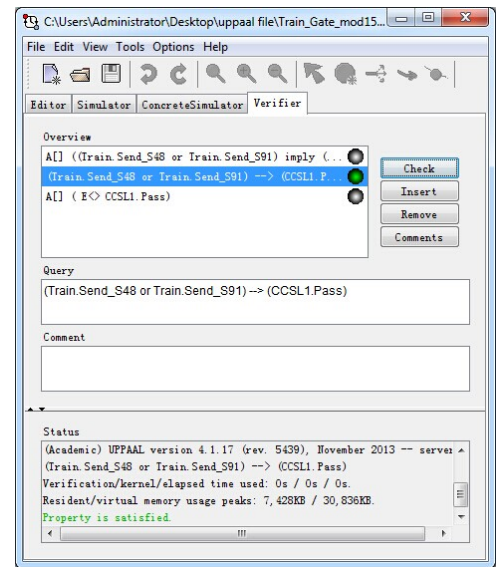 C:\Users\Administrator\Desktop\uppaal file\Train_Gate_mod15...
File Edit View Tools Options Help
Editor Simulator ConcreteSimulator Verifier
Overview
A[] ((Train.Send_S48 or Train.Send_S91) imply (...
(Train.Send_S48 or Train.Send_S91) --> (CCSL1.P...
A[] ( E<> CCSL1.Pass)
Check
Insert
Remove
Comments
Query
(Train.Send_S48 or Train.Send_S91) --> (CCSL1.Pass)
Comment
Status
(Academic) UPPAAL version 4.1.17 (rev. 5439), November 2013 -- server
(Train.Send_S48 or Train.Send_S91) --> (CCSL1.Pass)
Verification/kernel/elapsed time used: 0s / 0s / 0s.
Resident/virtual memory usage peaks: 7,428KB / 30,836KB.
Property is satisfied.